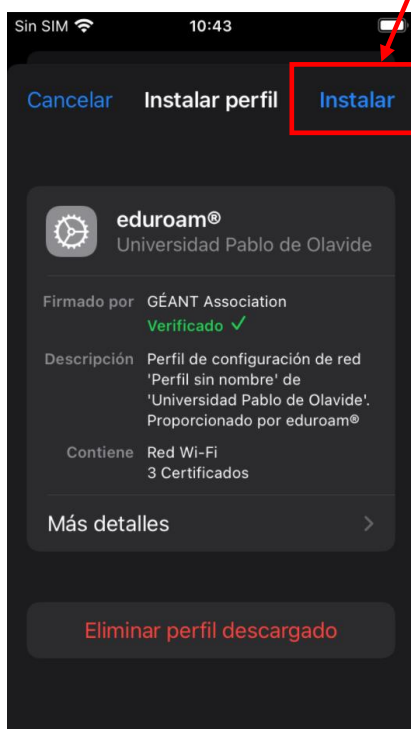 Sin SIM 10:43
Cancelar Instalar perfil Instalar
eduroam®
Universidad Pablo de Olavide
Firmado por GÉANT Association
Verificado ✓
Descripción Perfil de configuración de red
'Perfil sin nombre' de
'Universidad Pablo de Olavide'.
Proporcionado por eduroam®
Contiene Red Wi-Fi
3 Certificados
Más detalles
Eliminar perfil descargado